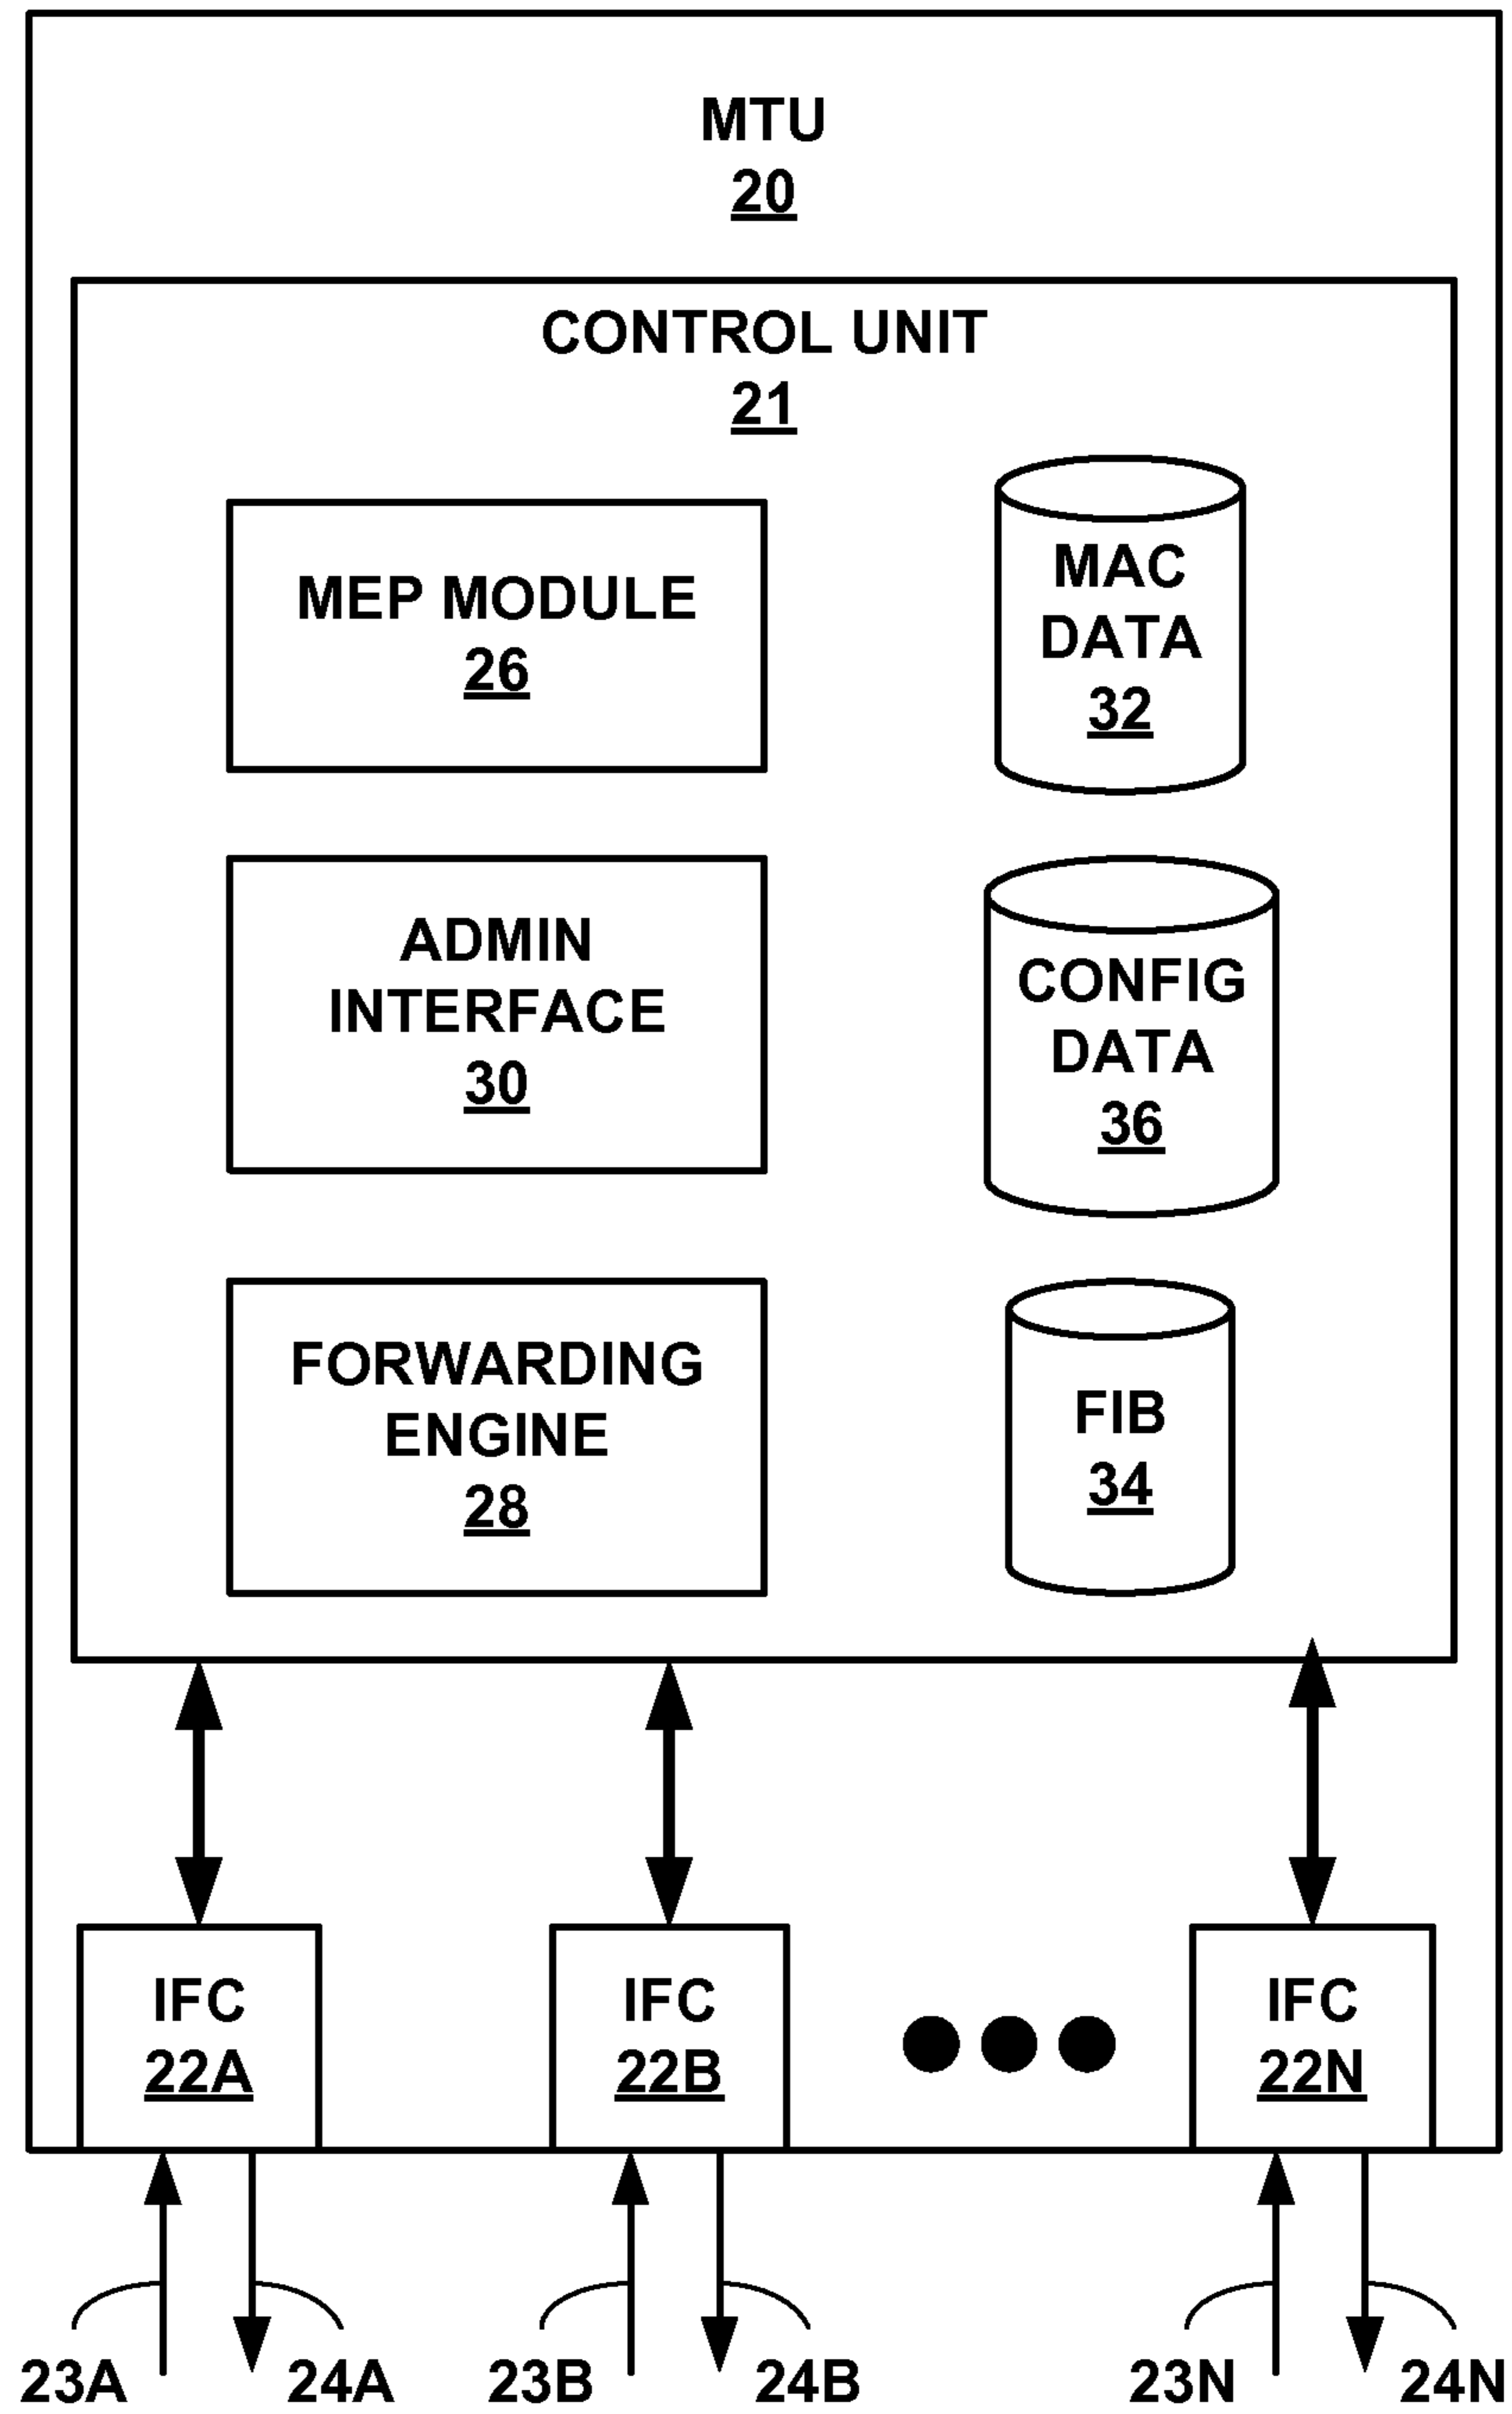 MTU
20
CONTROL UNIT
21
MEP MODULE
26
MAC
DATA
32
ADMIN
INTERFACE
30
CONFIG
DATA
36
FORWARDING
ENGINE
28
FIB
34
IFC
22A
IFC
22B
IFC
22N
23A
24A
23B
24B
23N
24N